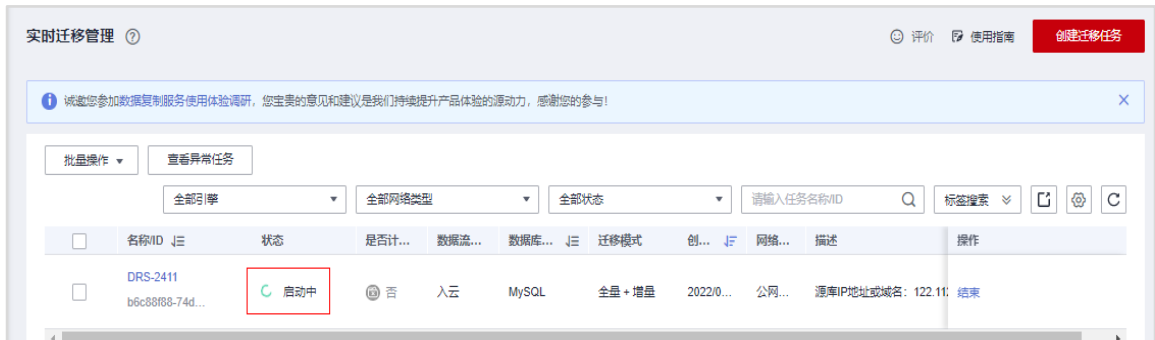 实时迁移管理 评价 使用指南 创建迁移任务
诚邀您参加数据复制服务使用体验调研，您宝贵的意见和建议是我们持续提升产品体验的源动力，感谢您的参与！
批量操作 查看异常任务
全部引擎 全部网络类型 全部状态 请输入任务名称/ID 标签搜索
名称/ID 状态 是否计... 数据流... 数据库... 迁移模式 创... 网络... 描述 操作
DRS-2411
b6c88f88-74d...
启动中 否 入云 MySQL 全量+增量 2022/0... 公网... 源库IP地址或域名：122.11 结束